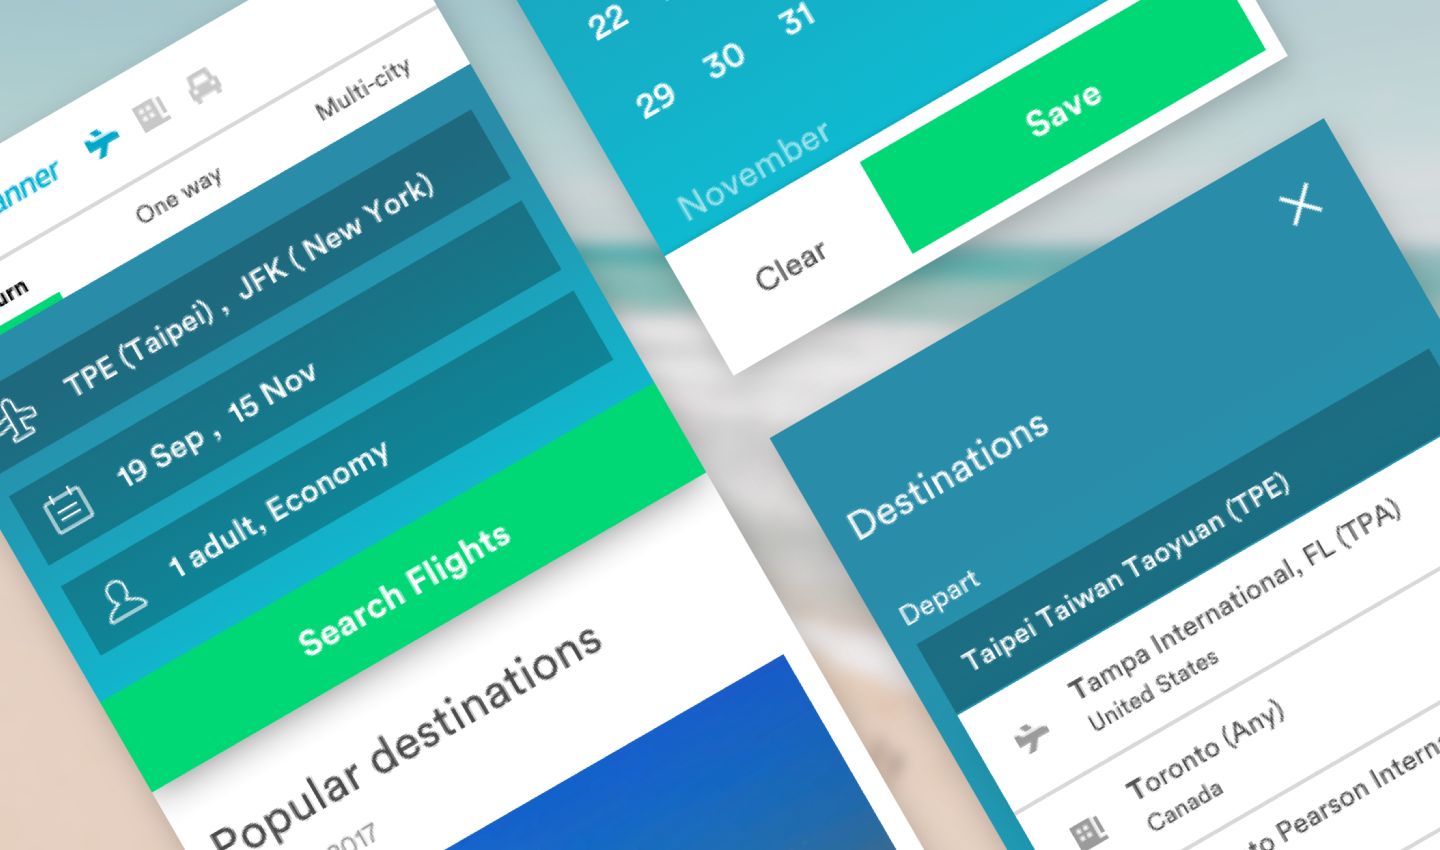 anner
urn
One way
Multi-city
TPE (Taipei) , JFK ( New York)
19 Sep , 15 Nov
1 adult, Economy
Search Flights
Popular destinations
2017
22
31
29 30
November
Clear
Save
Destinations
Depart
Taipei Taiwan Taoyuan (TPE)
Tampa International, FL (TPA)
United States
Toronto (Any)
Canada
to Pearson Intern